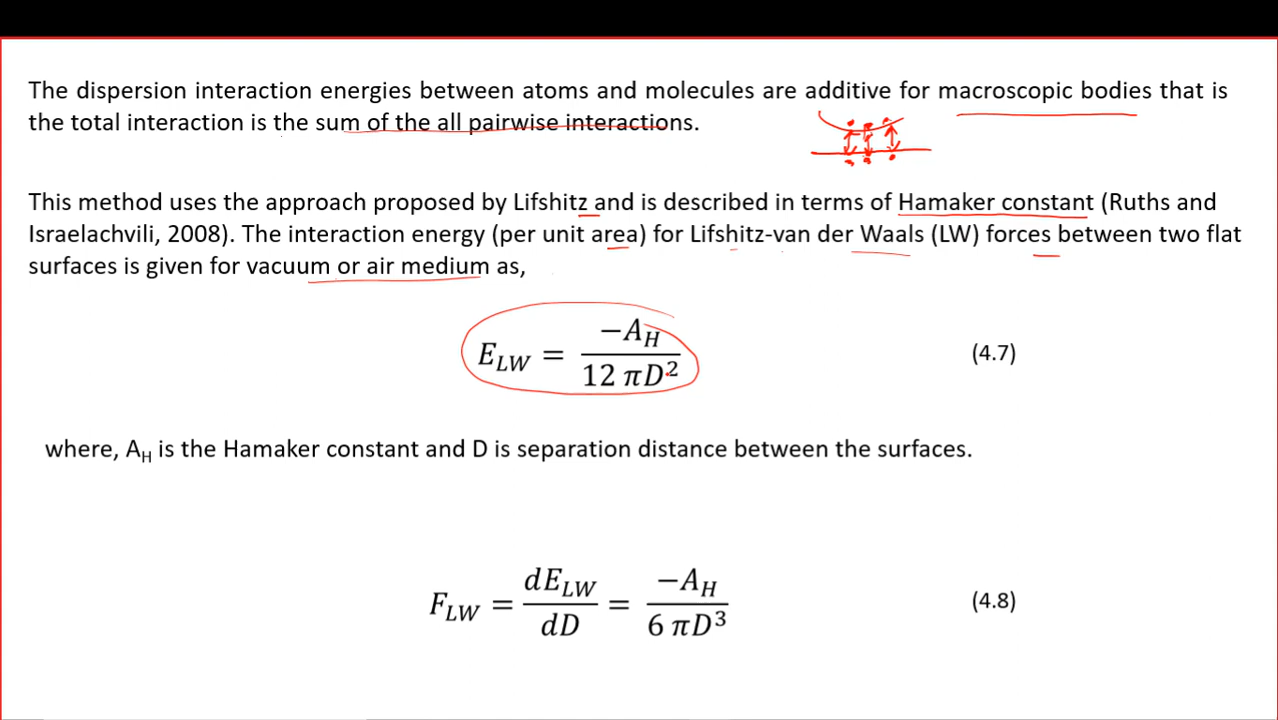 The dispersion interaction energies between atoms and molecules are additive for macroscopic bodies that is
the total interaction is the sum of the all pairwise interactions.
This method uses the approach proposed by Lifshitz and is described in terms of Hamaker constant (Ruths and
Israelachvili, 2008). The interaction energy (per unit area) for Lifshitz-van der Waals (LW) forces between two flat
surfaces is given for vacuum or air medium as,
E_LW = −A_H / 12 πD² (4.7)
where, A_H is the Hamaker constant and D is separation distance between the surfaces.
F_LW = dE_LW / dD = −A_H / 6 πD³ (4.8)